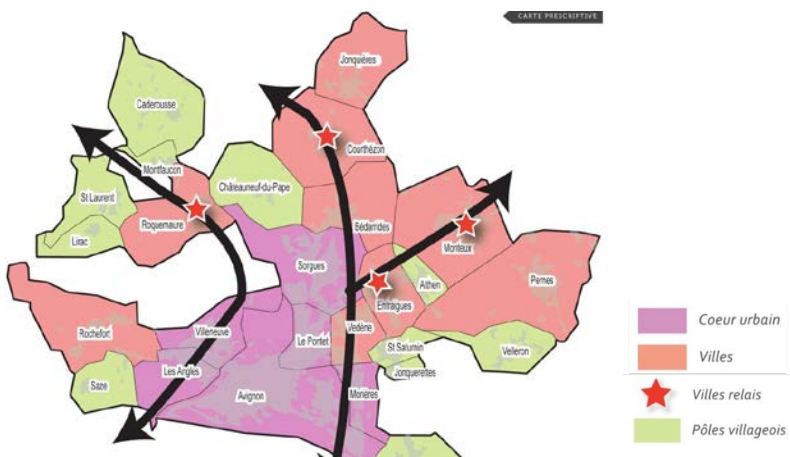 CARTE PRESCRIPTIVE
Jonquières
Caderousse
Courthézon
Montfaucon
Châteauneuf-du-Pape
St Laurent
Roquemaure
Bédarrides
Lirac
Monteux
Sorgues
Althen
Pernes
Entraigues
Rochefort
Villeneuve
Le Pontet
Vedène
St Saturnin
Velleron
Les Angles
Jonquerettes
Saze
Avignon
Morières
Coeur urbain
Villes
Villes relais
Pôles villageois